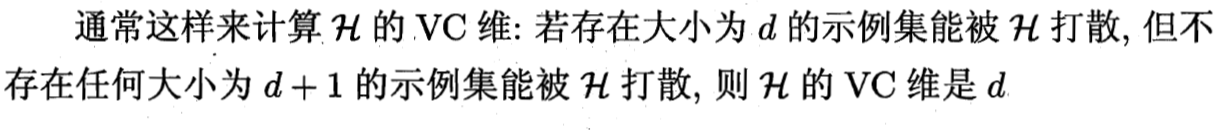 通常这样来计算 ℋ 的 VC 维: 若存在大小为 d 的示例集能被 ℋ 打散, 但不
存在任何大小为 d + 1 的示例集能被 ℋ 打散, 则 ℋ 的 VC 维是 d